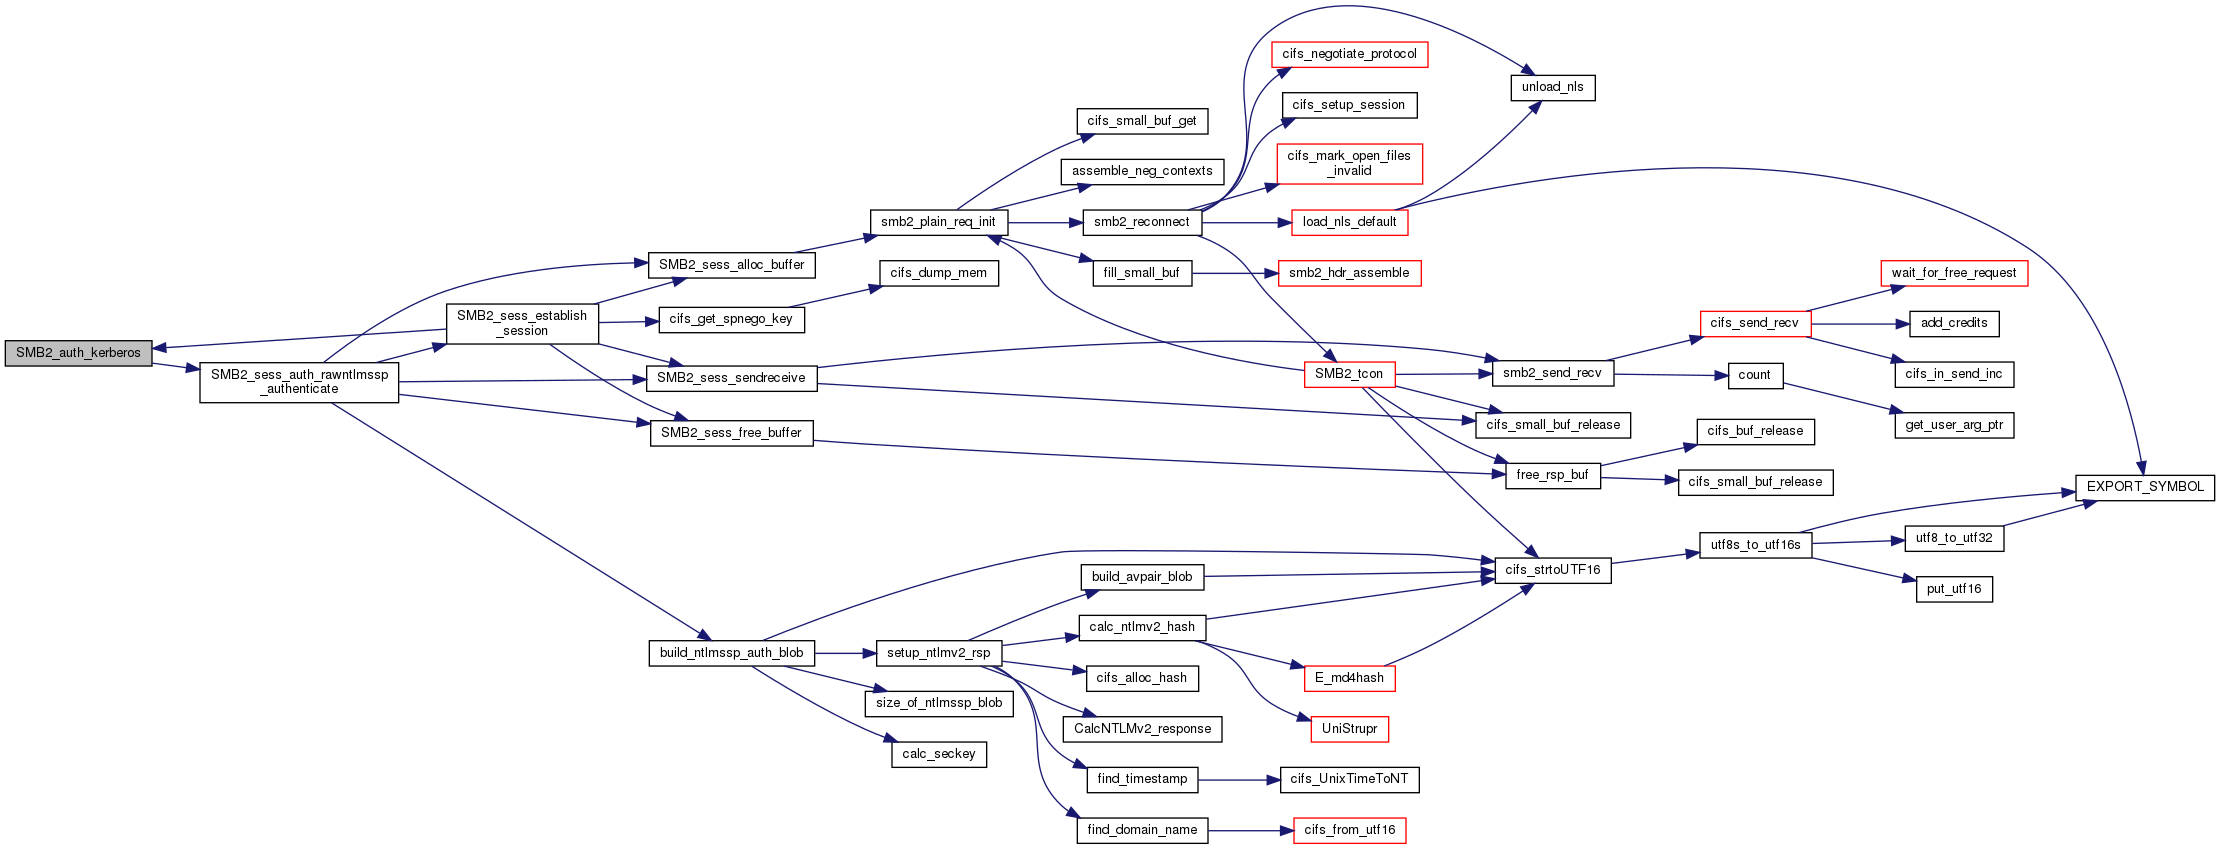 SMB2_auth_kerberos
SMB2_sess_auth_rawntlmssp
_authenticate
SMB2_sess_establish
_session
SMB2_sess_alloc_buffer
cifs_get_spnego_key
SMB2_sess_sendreceive
SMB2_sess_free_buffer
build_ntlmssp_auth_blob
smb2_plain_req_init
cifs_dump_mem
setup_ntlmv2_rsp
size_of_ntlmssp_blob
calc_seckey
cifs_small_buf_get
assemble_neg_contexts
smb2_reconnect
fill_small_buf
build_avpair_blob
calc_ntlmv2_hash
cifs_alloc_hash
CalcNTLMv2_response
find_timestamp
find_domain_name
cifs_negotiate_protocol
cifs_setup_session
cifs_mark_open_files
_invalid
load_nls_default
smb2_hdr_assemble
SMB2_tcon
E_md4hash
UniStrupr
cifs_UnixTimeToNT
cifs_from_utf16
unload_nls
smb2_send_recv
cifs_small_buf_release
free_rsp_buf
cifs_strtoUTF16
cifs_send_recv
count
cifs_buf_release
cifs_small_buf_release
utf8s_to_utf16s
wait_for_free_request
add_credits
cifs_in_send_inc
get_user_arg_ptr
utf8_to_utf32
put_utf16
EXPORT_SYMBOL